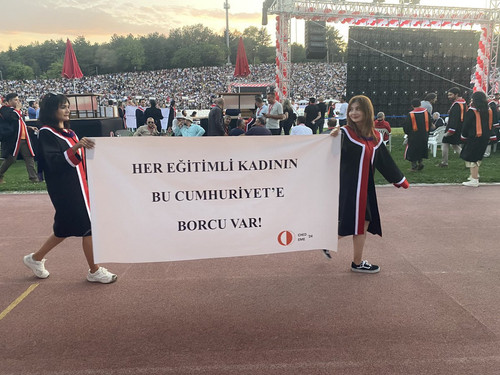 HER EĞİTİMLİ KADININ
BU CUMHURİYET'E
BORCU VAR!